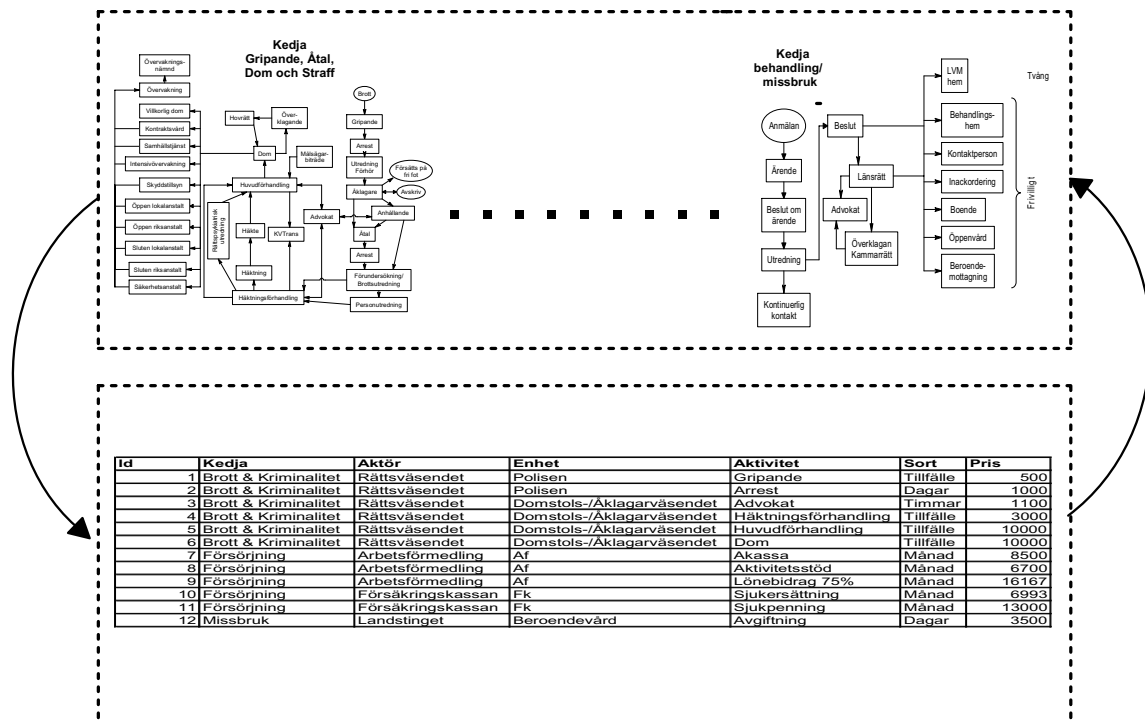 Kedja
Gripande, Åtal,
Dom och Straff
Övervaknings-
nämnd
Övervakning
Villkorlig dom
Kontraktsvård
Samhällstjänst
Intensivövervakning
Skyddstillsyn
Öppen lokalanstalt
Öppen riksanstalt
Sluten lokalanstalt
Sluten riksanstalt
Säkerhetsanstalt
Hovrätt
Över-
klagande
Dom
Målsägar-
biträde
Huvudförhandling
Rättspsykiatrisk
utredning
Häkte
KVTrans
Advokat
Häktning
Häktningsförhandling
Brott
Gripande
Arrest
Utredning
Förhör
Försätts på
fri fot
Åklagare
Avskriv
Anhållande
Åtal
Arrest
Förundersökning/
Brottsutredning
Personutredning
Kedja
behandling/
missbruk
-
Anmälan
Ärende
Beslut om
ärende
Utredning
Kontinuerlig
kontakt
Beslut
Länsrätt
Advokat
Överklagan
Kammarrätt
LVM
hem
Behandlings-
hem
Kontaktperson
Inackordering
Boende
Öppenvård
Beroende-
mottagning
Tvång
Frivilligt
Id Kedja Aktör Enhet Aktivitet Sort Pris
1 Brott & Kriminalitet Rättsväsendet Polisen Gripande Tillfälle 500
2 Brott & Kriminalitet Rättsväsendet Polisen Arrest Dagar 1000
3 Brott & Kriminalitet Rättsväsendet Domstols-/Åklagarväsendet Advokat Timmar 1100
4 Brott & Kriminalitet Rättsväsendet Domstols-/Åklagarväsendet Häktningsförhandling Tillfälle 3000
5 Brott & Kriminalitet Rättsväsendet Domstols-/Åklagarväsendet Huvudförhandling Tillfälle 10000
6 Brott & Kriminalitet Rättsväsendet Domstols-/Åklagarväsendet Dom Tillfälle 10000
7 Försörjning Arbetsförmedling Af Akassa Månad 8500
8 Försörjning Arbetsförmedling Af Aktivitetsstöd Månad 6700
9 Försörjning Arbetsförmedling Af Lönebidrag 75% Månad 16167
10 Försörjning Försäkringskassan Fk Sjukersättning Månad 6993
11 Försörjning Försäkringskassan Fk Sjukpenning Månad 13000
12 Missbruk Landstinget Beroendevård Avgiftning Dagar 3500